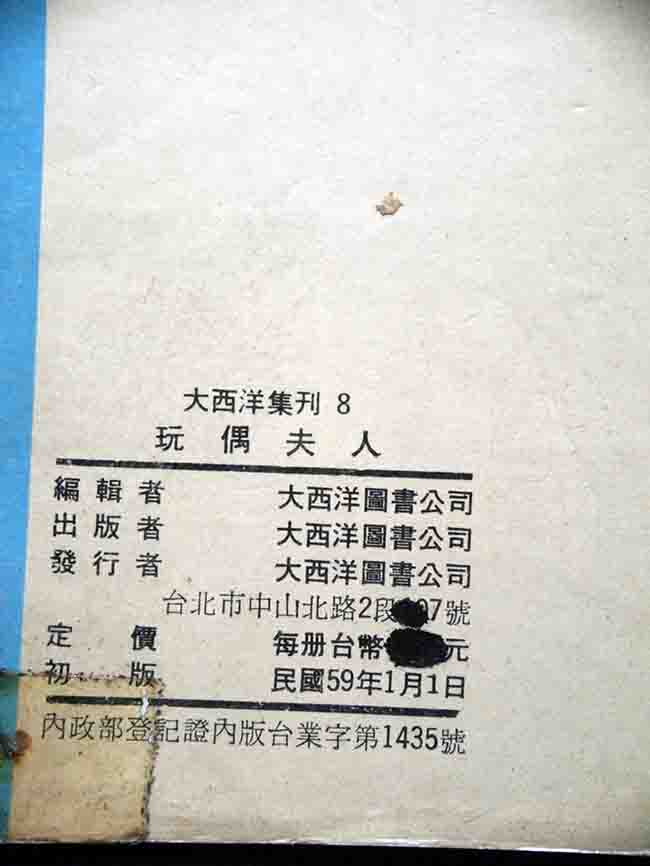 大西洋集刊 8
玩偶夫人
編輯者 大西洋圖書公司
出版者 大西洋圖書公司
發行者 大西洋圖書公司
台北市中山北路2段07號
定價 每册台幣元
初版 民國59年1月1日
內政部登記證內版台業字第1435號